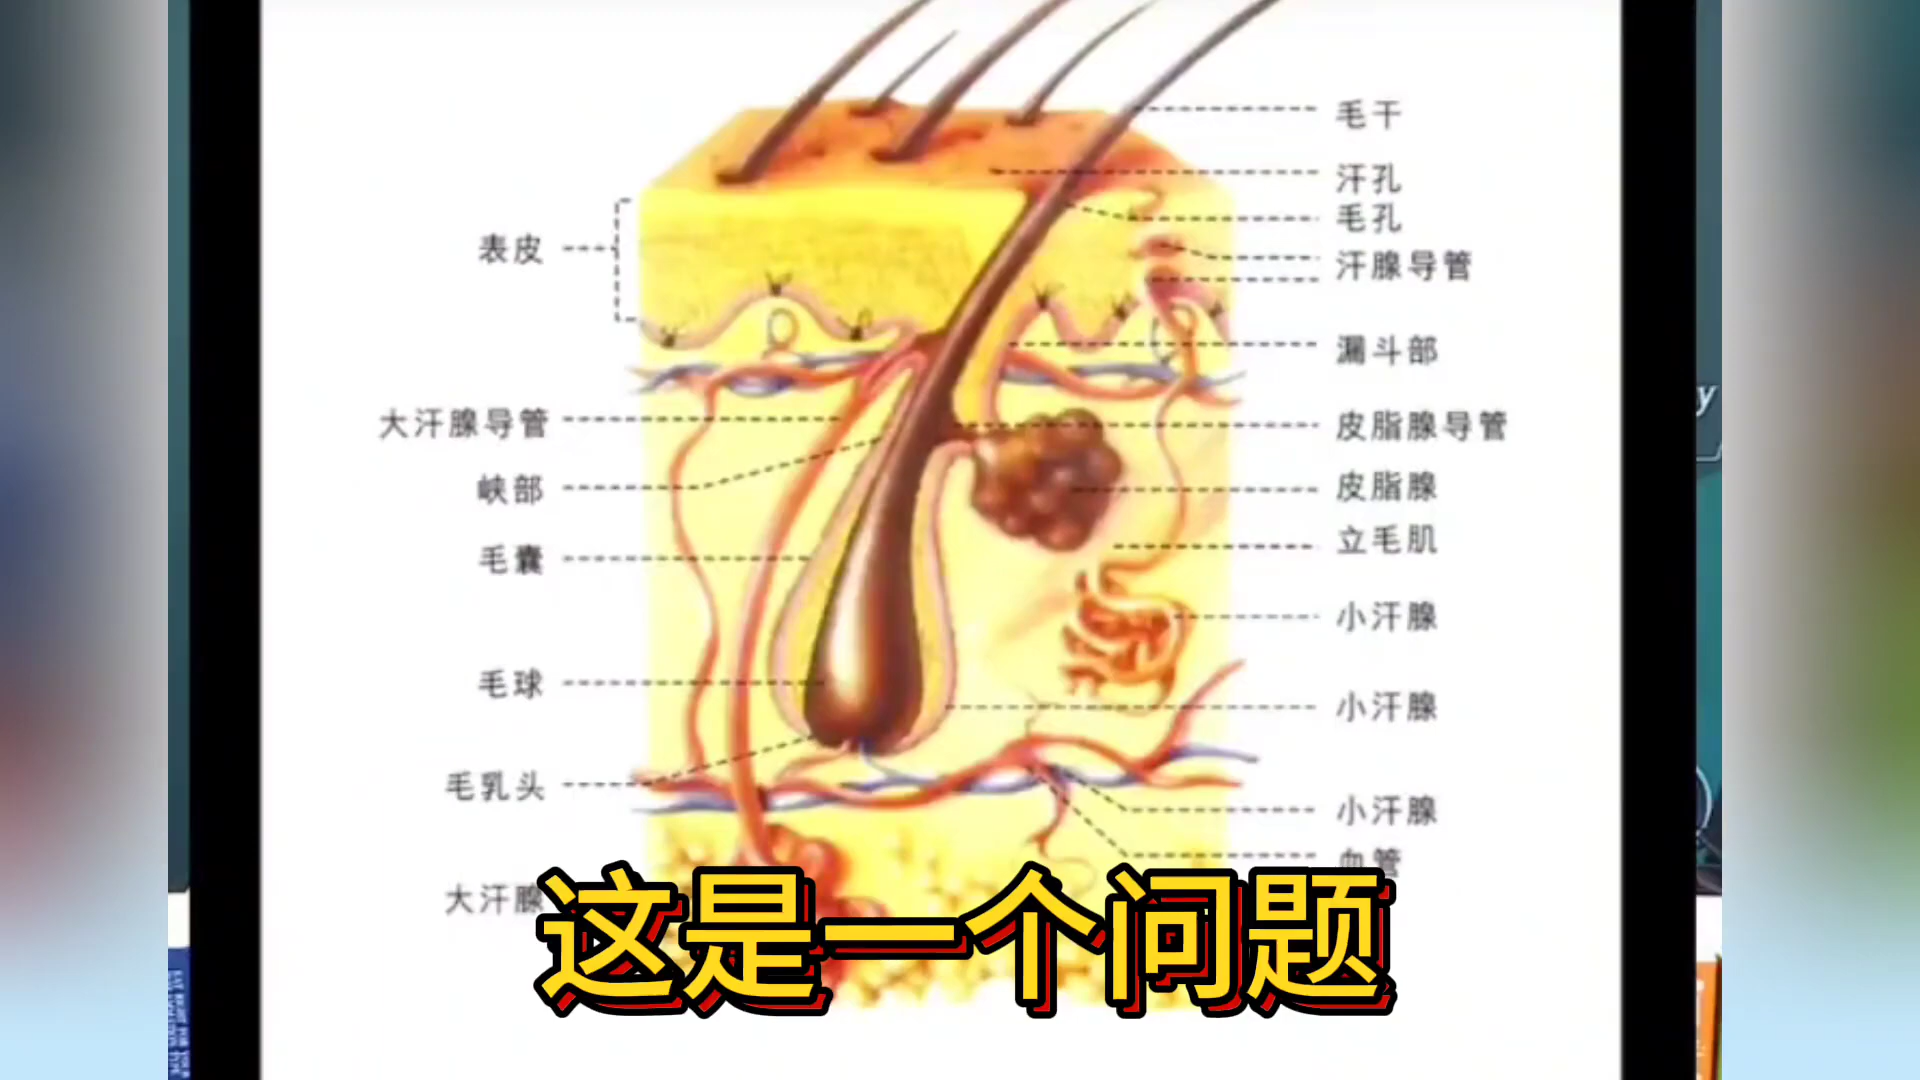 毛干
汗孔
毛孔
表皮
汗腺导管
漏斗部
大汗腺导管
皮脂腺导管
峡部
皮脂腺
立毛肌
毛囊
小汗腺
毛球
小汗腺
毛乳头
小汗腺
血管
大汗腺
这是一个问题